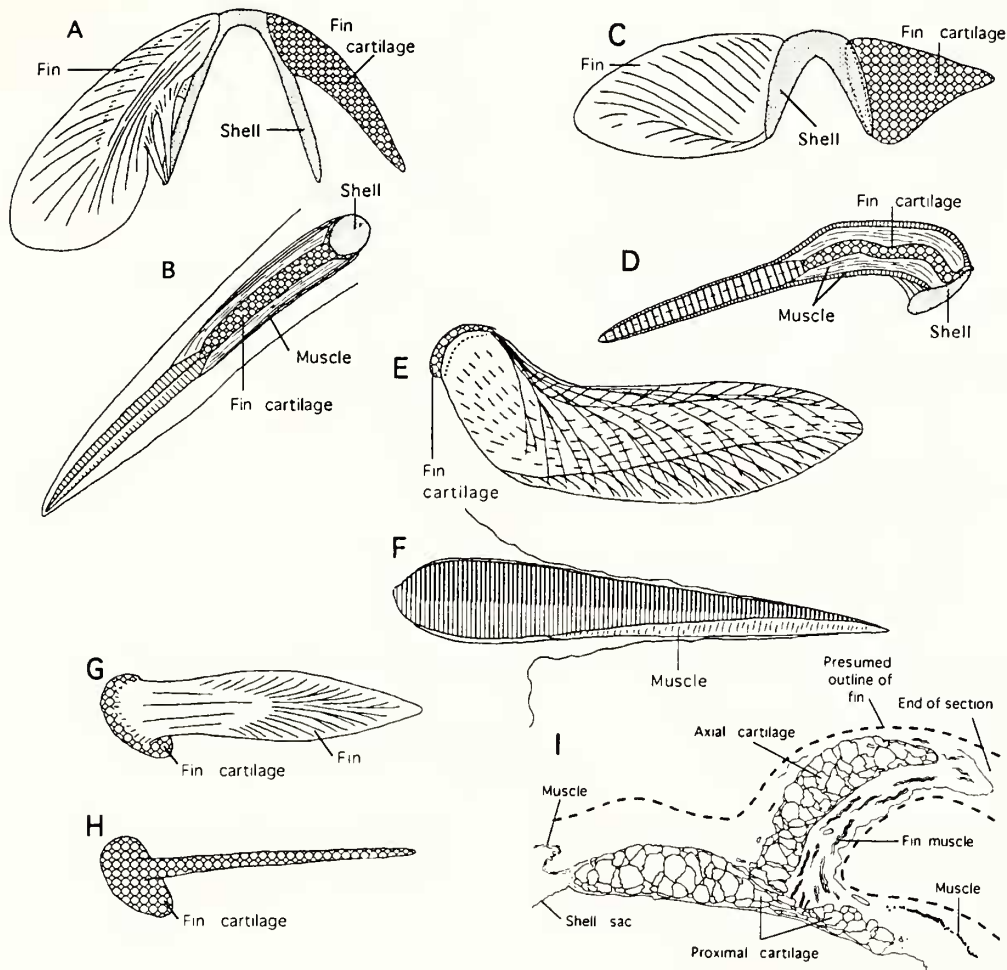 A
Fin
Fin
cartilage
Shell
C
Fin
Fin cartilage
Shell
B
Shell
Muscle
Fin cartilage
D
Fin cartilage
Muscle
Shell
E
Fin
cartilage
F
Muscle
G
Fin cartilage
Fin
H
Fin cartilage
I
Presumed
outline of
fin
End of section
Axial cartilage
Muscle
Fin muscle
Muscle
Shell sac
Proximal cartilage